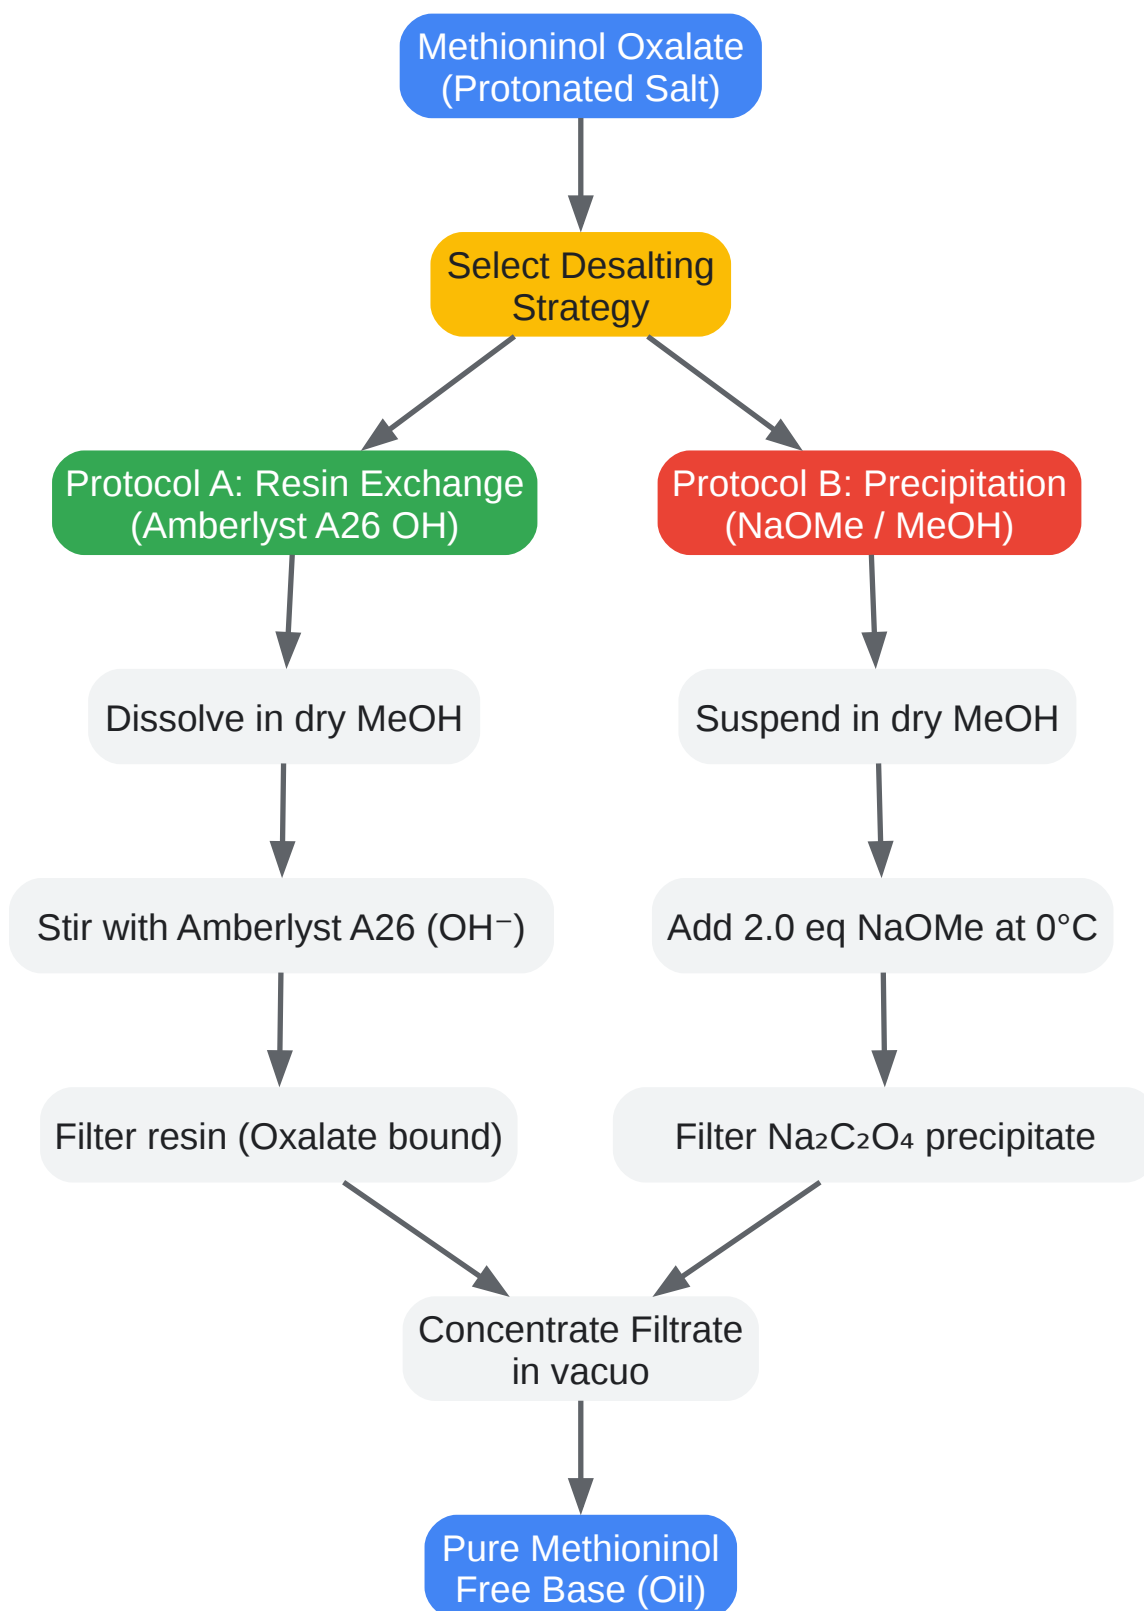 Methioninol Oxalate
(Protonated Salt)
Select Desalting
Strategy
Protocol A: Resin Exchange
(Amberlyst A26 OH)
Protocol B: Precipitation
(NaOMe / MeOH)
Dissolve in dry MeOH
Suspend in dry MeOH
Stir with Amberlyst A26 (OH⁻)
Add 2.0 eq NaOMe at 0°C
Filter resin (Oxalate bound)
Filter Na₂C₂O₄ precipitate
Concentrate Filtrate
in vacuo
Pure Methioninol
Free Base (Oil)